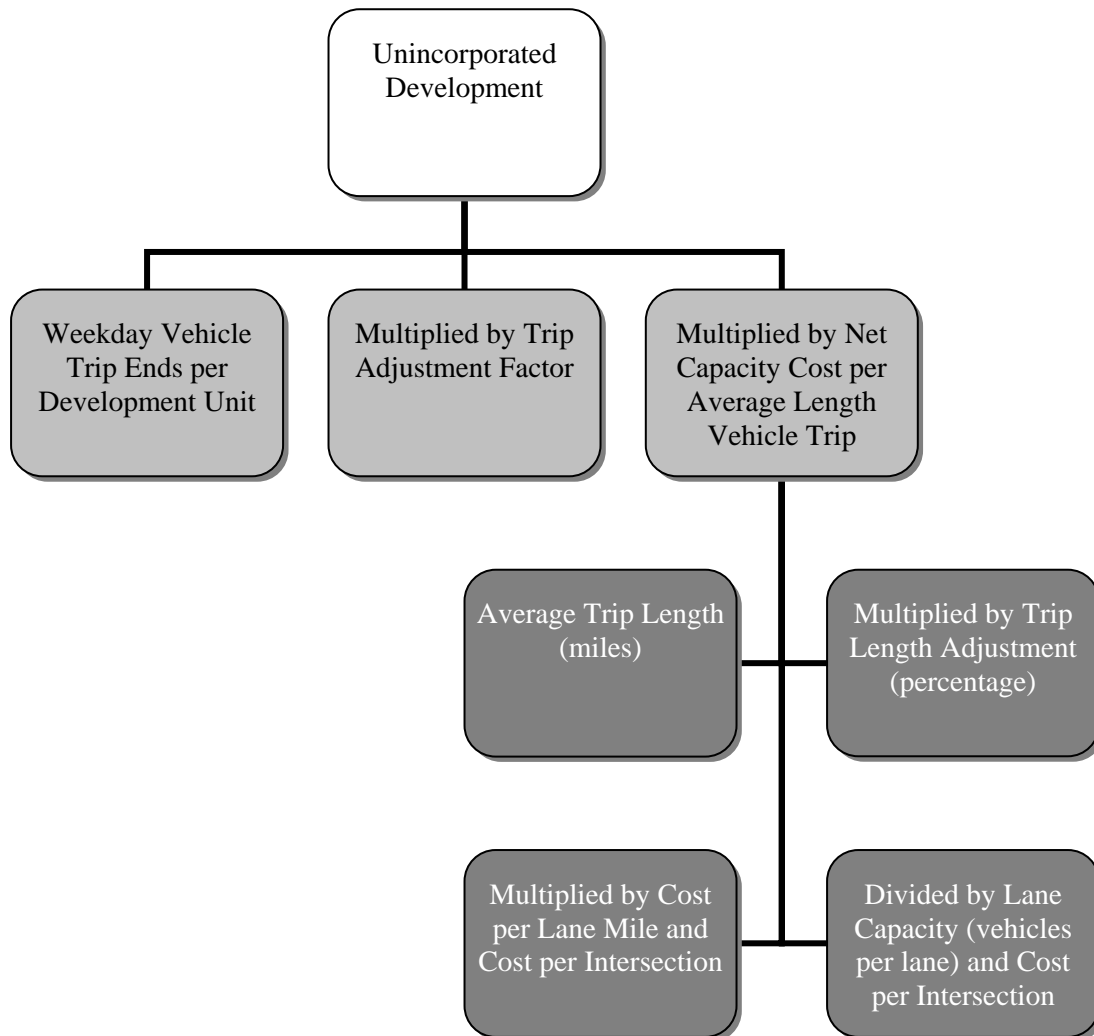 Unincorporated
Development
Weekday Vehicle
Trip Ends per
Development Unit
Multiplied by Trip
Adjustment Factor
Multiplied by Net
Capacity Cost per
Average Length
Vehicle Trip
Average Trip Length
(miles)
Multiplied by Trip
Length Adjustment
(percentage)
Multiplied by Cost
per Lane Mile and
Cost per Intersection
Divided by Lane
Capacity (vehicles
per lane) and Cost
per Intersection